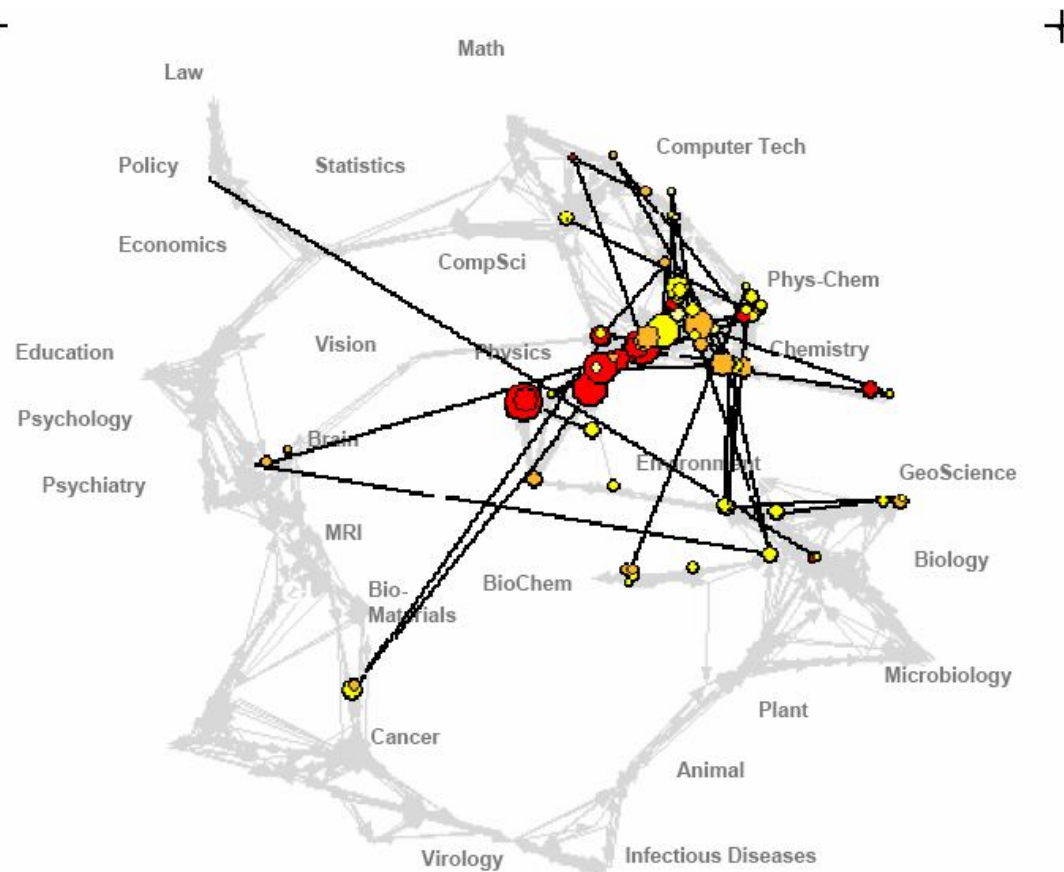 Math
Law
Computer Tech
Policy
Statistics
Economics
CompSci
Phys-Chem
Education
Vision
Physics
Chemistry
Psychology
Brain
Environment
GeoScience
Psychiatry
MRI
Biology
BioChem
Bio-
Materials
Microbiology
Plant
Cancer
Animal
Virology
Infectious Diseases